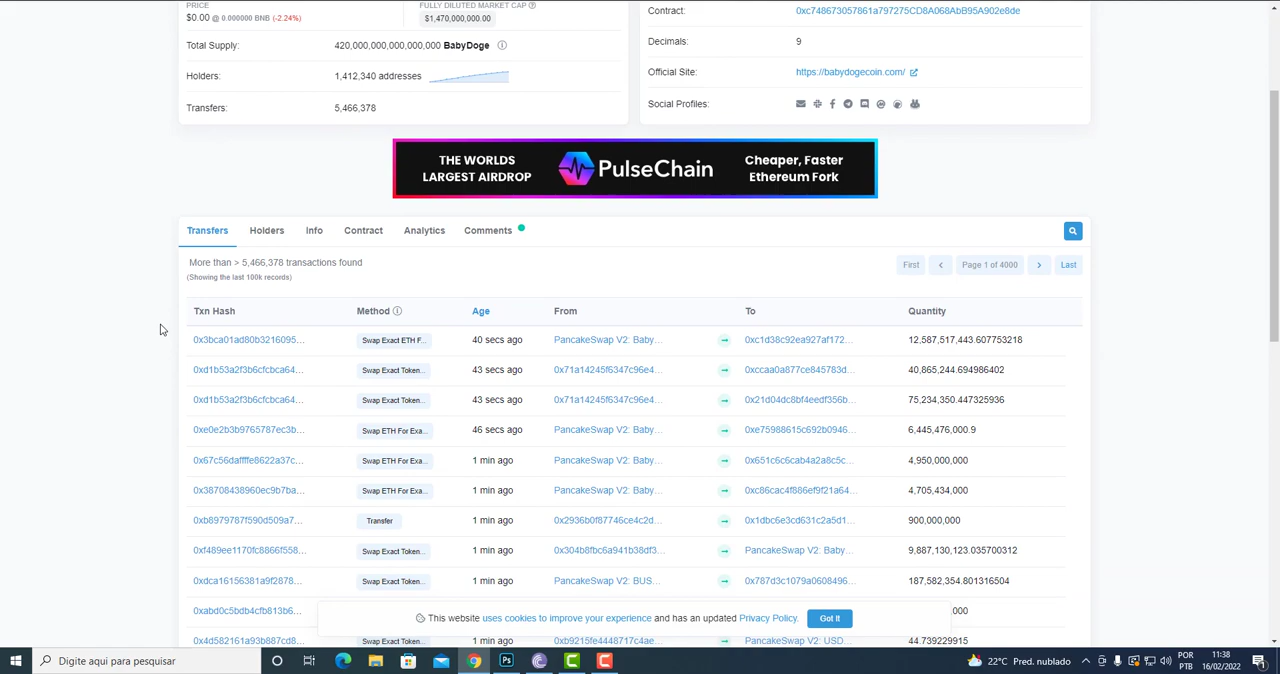 PRICE
$0.00 @ 0.000000 BNB (-2.24%)
FULLY DILUTED MARKET CAP
$1,470,000,000.00
Total Supply: 420,000,000,000,000,000 BabyDoge
Holders: 1,412,340 addresses
Transfers: 5,466,378
Contract: 0xc748673057861a797275CD8A068AbB95A902e8de
Decimals: 9
Official Site: https://babydogecoin.com/
Social Profiles:
THE WORLDS LARGEST AIRDROP
PulseChain
Cheaper, Faster Ethereum Fork
Transfers Holders Info Contract Analytics Comments
More than > 5,466,378 transactions found
(Showing the last 100k records)
First < Page 1 of 4000 > Last
Txn Hash Method Age From To Quantity
0x3bca01ad80b3216095... Swap Exact ETH F... 40 secs ago PancakeSwap V2: Baby... 0xc1d38c92ea927af172... 12,587,517,443.607753218
0xd1b53a2f3b6cfcbca64... Swap Exact Token... 43 secs ago 0x71a14245f6347c96e4... 0xccaa0a877ce845783d... 40,865,244.694986402
0xd1b53a2f3b6cfcbca64... Swap Exact Token... 43 secs ago 0x71a14245f6347c96e4... 0x21d04dc8bf4eedf356b... 75,234,350.447325936
0xe0e2b3b9765787ec3b... Swap ETH For Exa... 46 secs ago PancakeSwap V2: Baby... 0xe75988615c692b0946... 6,445,476,000.9
0x67c56daffffe8622a37c... Swap ETH For Exa... 1 min ago PancakeSwap V2: Baby... 0x651c6c6cab4a2a8c5c... 4,950,000,000
0x38708438960ec9b7ba... Swap ETH For Exa... 1 min ago PancakeSwap V2: Baby... 0xc86cac4f886ef9f21a64... 4,705,434,000
0xb8979787f590d509a7... Transfer 1 min ago 0x2936b0f87746ce4c2d... 0x1dbc6e3cd631c2a5d1... 900,000,000
0xf489ee1170fc8866f558... Swap Exact Token... 1 min ago 0x304b8fbc6a941b38df3... PancakeSwap V2: Baby... 9,887,130,123.035700312
0xdca16156381a9f2878... Swap Exact Token... 1 min ago PancakeSwap V2: BUS... 0x787d3c1079a0608496... 187,582,354.801316504
0xabd0c5bdb4cfb813b6... 000
This website uses cookies to improve your experience and has an updated Privacy Policy. Got It
0x4d582161a93b887cd8... Swap Exact Token... 1 min ago 0xb9215fe4448717c4ae... PancakeSwap V2: USD... 44.739229915
Digite aqui para pesquisar
Ps
22°C Pred. nublado
POR
PTB
11:38
16/02/2022